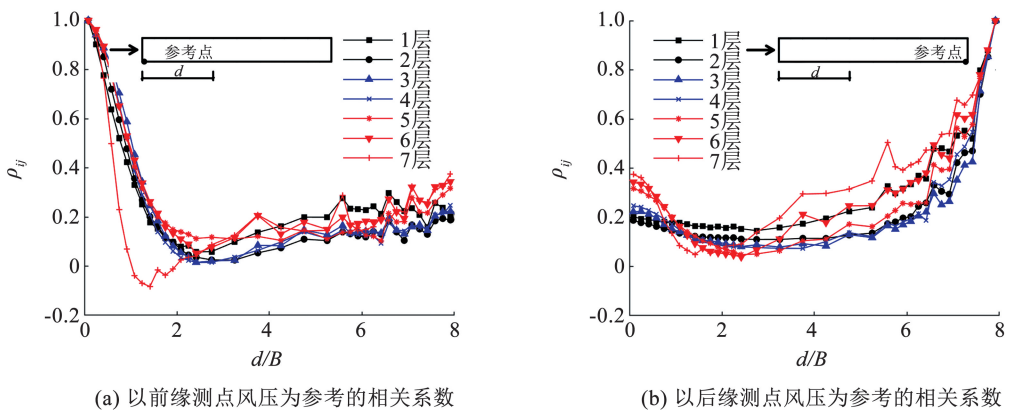 1.0
0.8
0.6
0.4
0.2
0
-0.2
ρij
0
2
4
6
8
d/B
参考点
d
1层
2层
3层
4层
5层
6层
7层
(a) 以前缘测点风压为参考的相关系数
1.0
0.8
0.6
0.4
0.2
0
-0.2
ρij
0
2
4
6
8
d/B
参考点
d
1层
2层
3层
4层
5层
6层
7层
(b) 以后缘测点风压为参考的相关系数